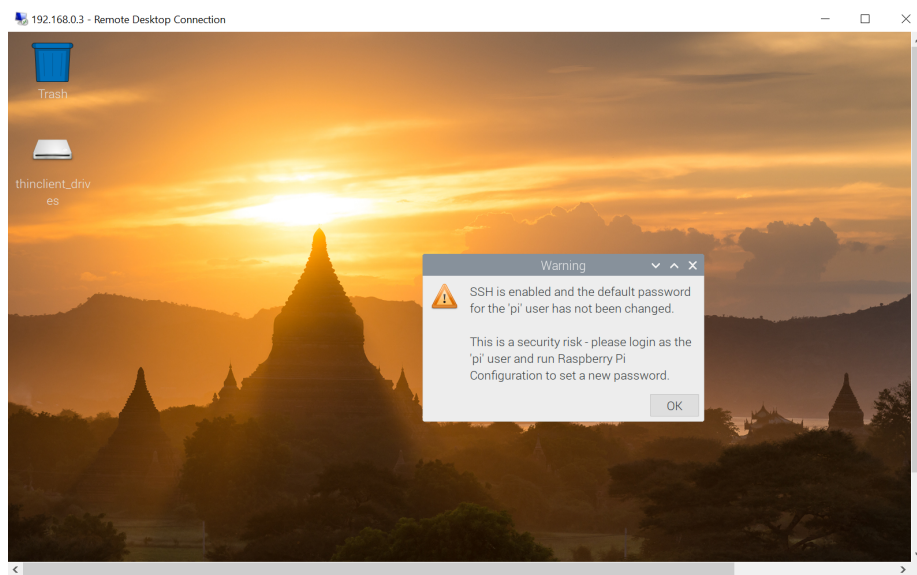 192.168.0.3 - Remote Desktop Connection
Trash
thinclient_driv
es
Warning
SSH is enabled and the default password
for the 'pi' user has not been changed.
This is a security risk - please login as the
'pi' user and run Raspberry Pi
Configuration to set a new password.
OK